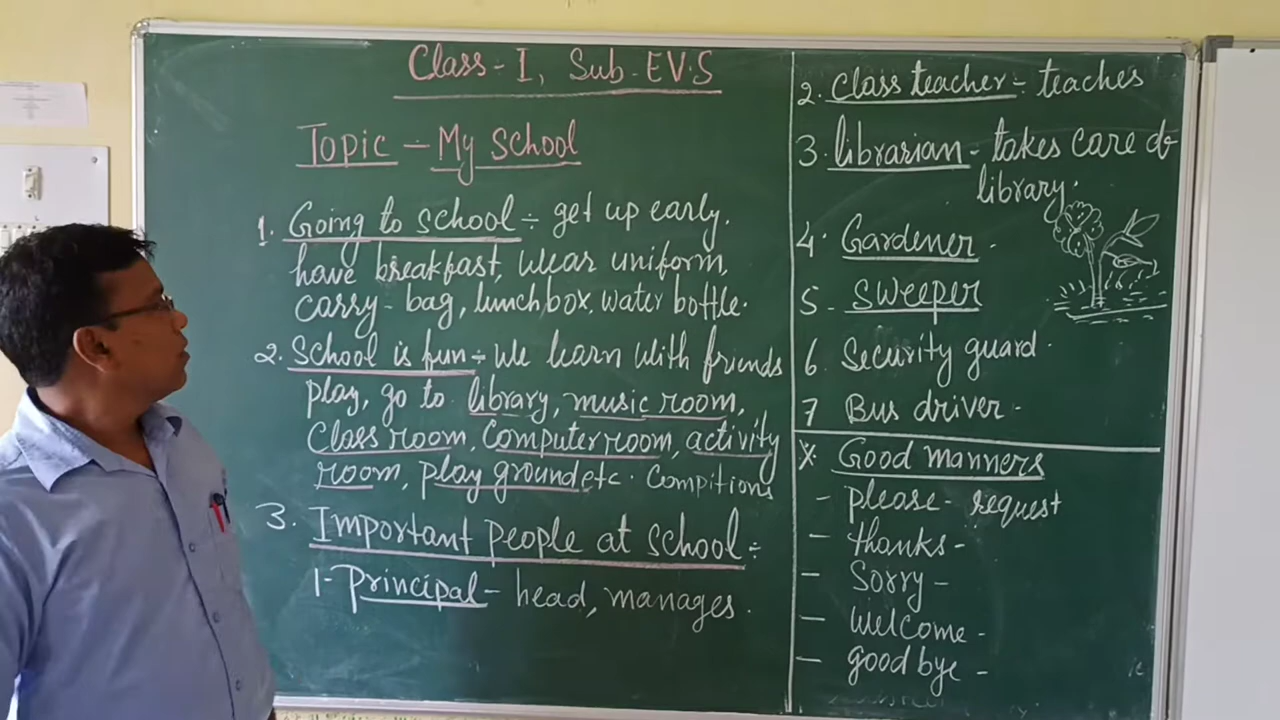 Class - I, Sub - EV.S
Topic - My School
1. Going to school ÷ get up early.
have breakfast, wear uniform,
carry - bag, lunch box, water bottle.
2. School is fun ÷ We learn with friends
play, go to library, music room,
Class room, Computer room, activity
room, play ground etc. Compitions
3. Important people at school ÷
1- Principal - head, manages.
2. Class teacher ÷ teaches
3. librarian - takes care of
library.
4. Gardener -
5 - Sweeper
6 Security guard.
7 Bus driver -
* Good manners
- please - request
- thanks -
- Sorry -
- Welcome -
- good bye -